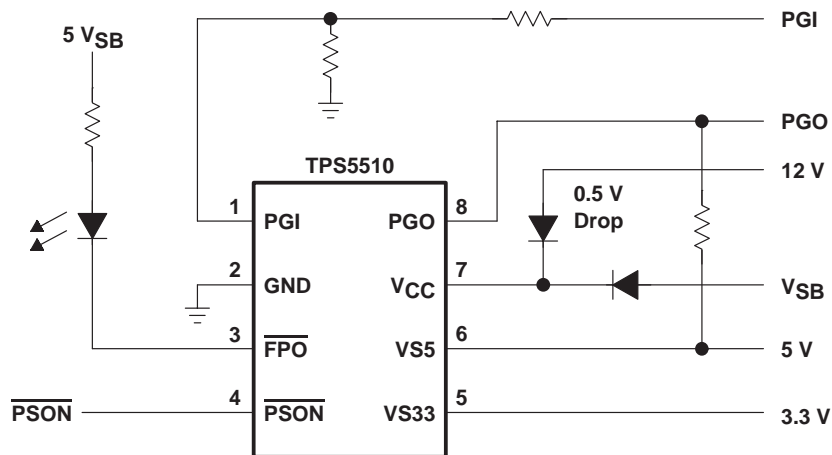 PGI
5 VSB
PGO
TPS5510
12 V
0.5 V
Drop
1
PGI
PGO
8
2
GND
VCC
7
VSB
3
FPO
VS5
6
5 V
PSON
4
PSON
VS33
5
3.3 V